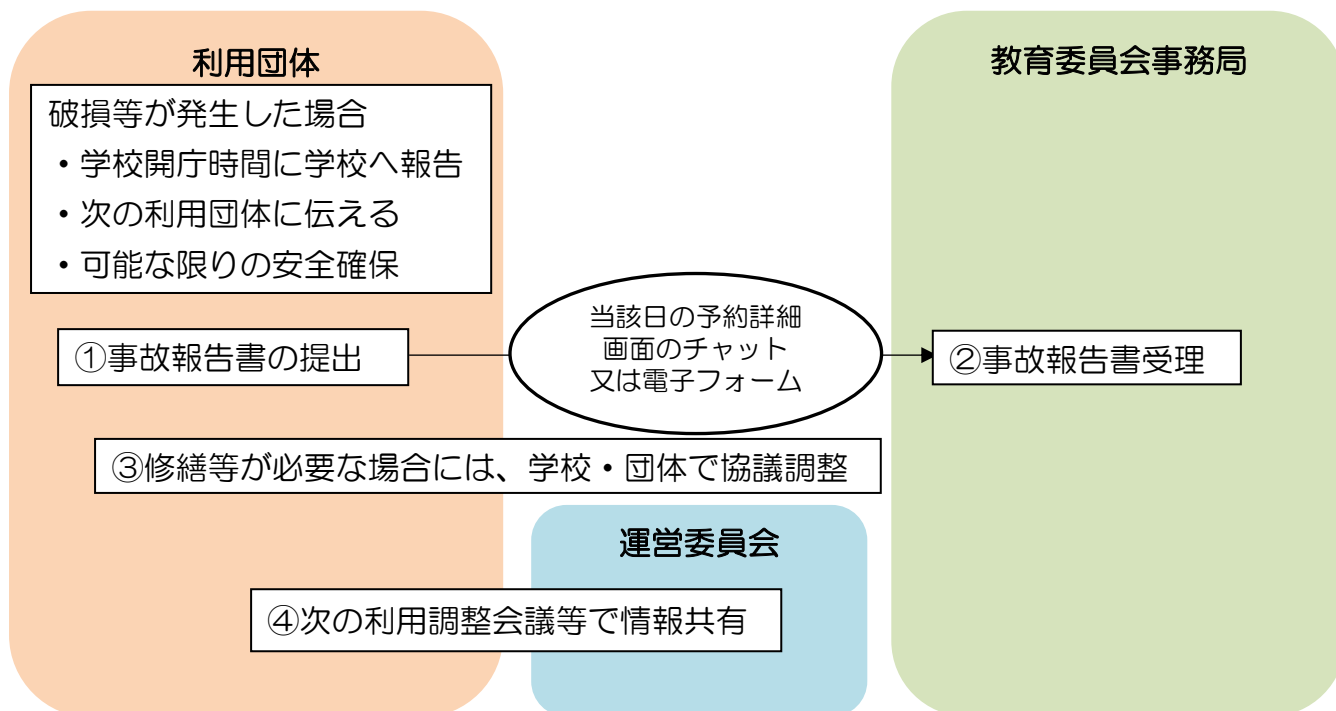 利用団体
教育委員会事務局
破損等が発生した場合
・学校開庁時間に学校へ報告
・次の利用団体に伝える
・可能な限りの安全確保
①事故報告書の提出
当該日の予約詳細
画面のチャット
又は電子フォーム
②事故報告書受理
③修繕等が必要な場合には、学校・団体で協議調整
運営委員会
④次の利用調整会議等で情報共有